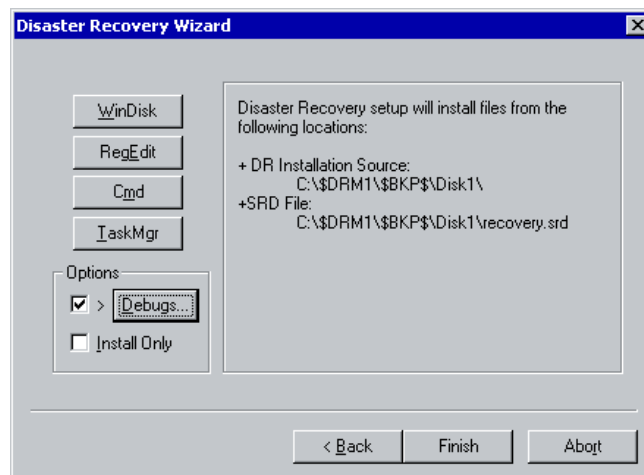 Disaster Recovery Wizard
WinDisk
RegEdit
Cmd
TaskMgr
Options
> Debugs...
Install Only
Disaster Recovery setup will install files from the
following locations:
+ DR Installation Source:
C:\$DRM1\$BKP$\Disk1\
+SRD File:
C:\$DRM1\$BKP$\Disk1\recovery.srd
< Back
Finish
Abort